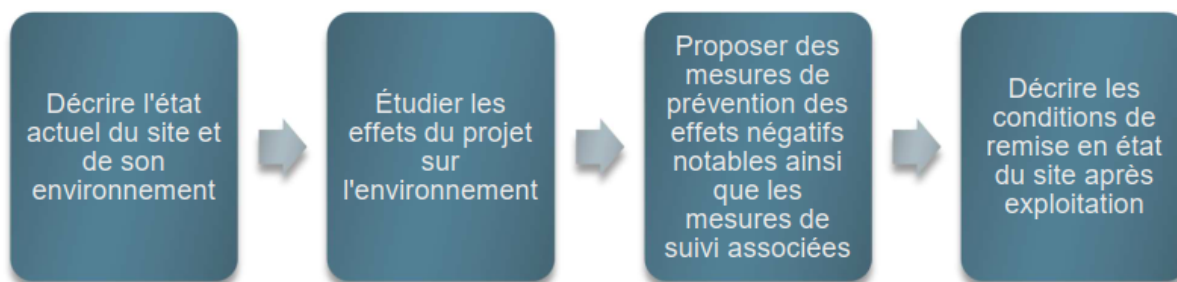 Décrire l'état
actuel du site et
de son
environnement
Étudier les
effets du projet
sur
l'environnement
Proposer des
mesures de
prévention des
effets négatifs
notables ainsi
que les
mesures de
suivi associées
Décrire les
conditions de
remise en état
du site après
exploitation